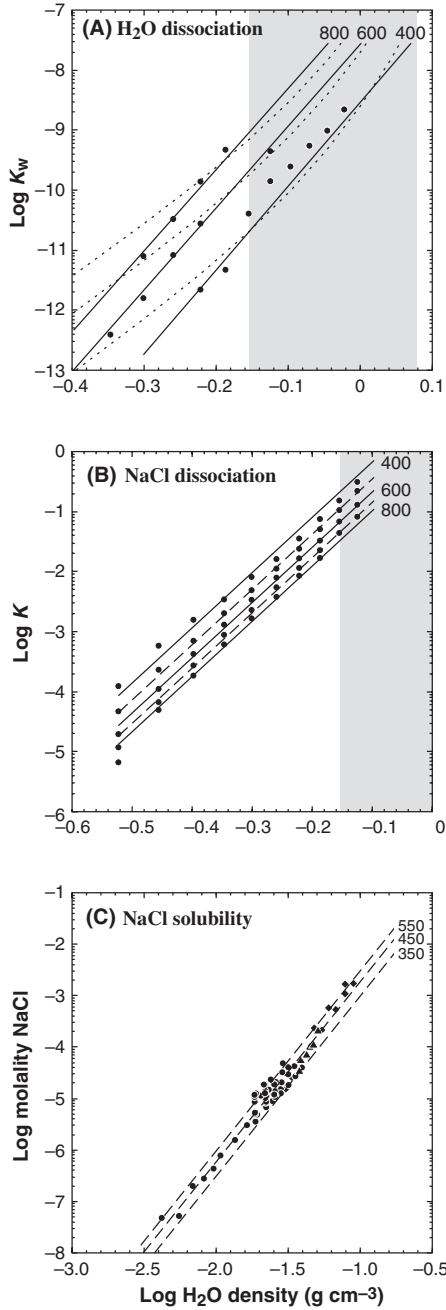 (A) H2O dissociation
800 600 400
Log Kw
–7
–8
–9
–10
–11
–12
–13
–0.4 –0.3 –0.2 –0.1 0 0.1
(B) NaCl dissociation
400
600
800
Log K
0
–1
–2
–3
–4
–5
–6
–0.6 –0.5 –0.4 –0.3 –0.2 –0.1 0
(C) NaCl solubility
550
450
350
Log molality NaCl
–1
–2
–3
–4
–5
–6
–7
–8
–3.0 –2.5 –2.0 –1.5 –1.0 –0.5
Log H2O density (g cm–3)